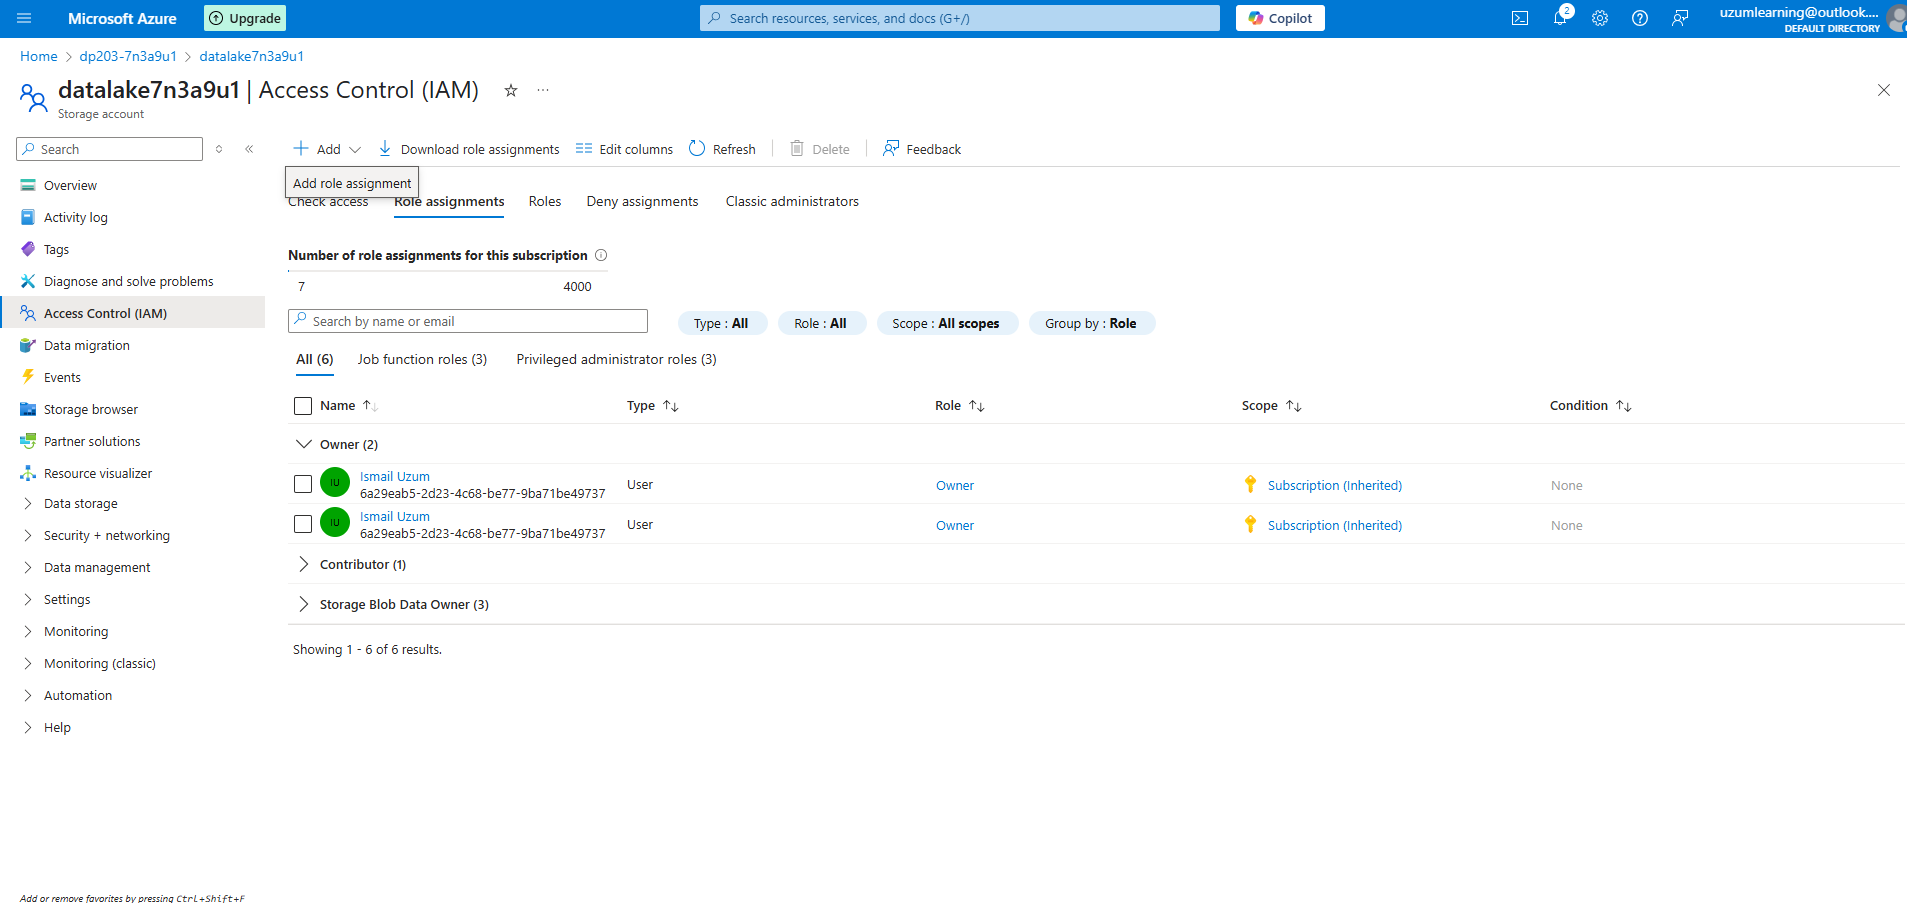 Microsoft Azure
Upgrade
Search resources, services, and docs (G+/)
Copilot
2
uzumlearning@outlook....
DEFAULT DIRECTORY
Home > dp203-7n3a9u1 > datalake7n3a9u1
datalake7n3a9u1 | Access Control (IAM)
Storage account
Search
Overview
Activity log
Tags
Diagnose and solve problems
Access Control (IAM)
Data migration
Events
Storage browser
Partner solutions
Resource visualizer
Data storage
Security + networking
Data management
Settings
Monitoring
Monitoring (classic)
Automation
Help
Add or remove favorites by pressing Ctrl+Shift+F
Add
Download role assignments
Edit columns
Refresh
Delete
Feedback
Add role assignment
Check access
Role assignments
Roles
Deny assignments
Classic administrators
Number of role assignments for this subscription
7
4000
Search by name or email
Type : All
Role : All
Scope : All scopes
Group by : Role
All (6)
Job function roles (3)
Privileged administrator roles (3)
Name
Type
Role
Scope
Condition
Owner (2)
IU
Ismail Uzum
6a29eab5-2d23-4c68-be77-9ba71be49737
User
Owner
Subscription (Inherited)
None
IU
Ismail Uzum
6a29eab5-2d23-4c68-be77-9ba71be49737
User
Owner
Subscription (Inherited)
None
Contributor (1)
Storage Blob Data Owner (3)
Showing 1 - 6 of 6 results.